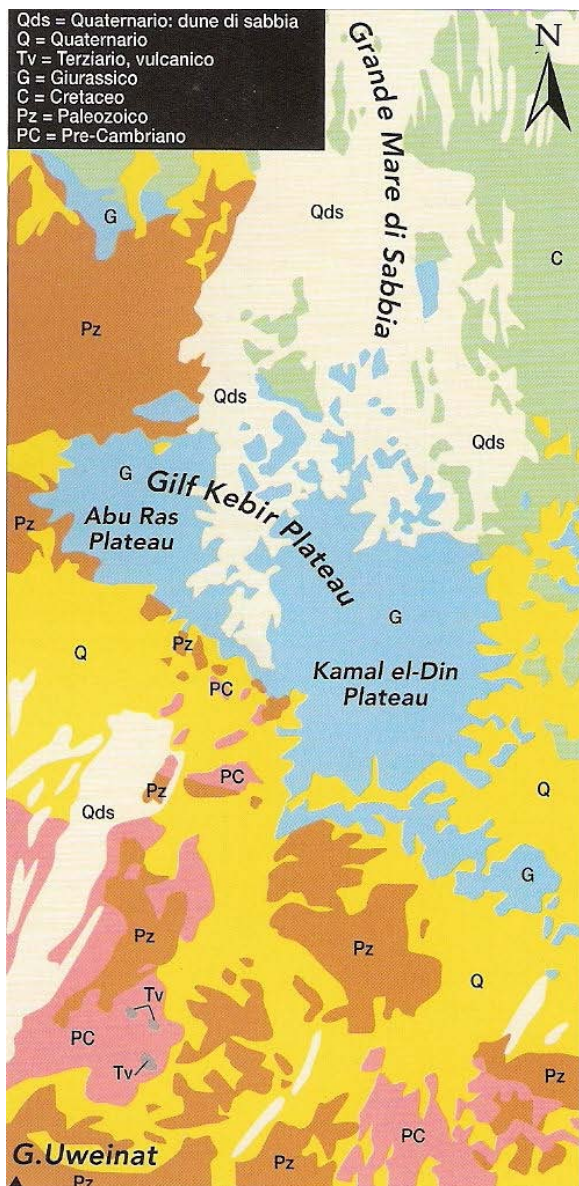 Qds = Quaternario: dune di sabbia
Q = Quaternario
Tv = Terziario, vulcanico
G = Giurassico
C = Cretaceo
Pz = Paleozoico
PC = Pre-Cambriano
N
Grande Mare di Sabbia
G
Qds
C
Pz
Qds
Qds
G
Gilf Kebir Plateau
Pz
Abu Ras
Plateau
G
Q
Pz
Kamal el-Din
Plateau
PC
Pz
PC
Q
Qds
G
Pz
Pz
Q
Tv
PC
Tv
Pz
PC
G.Uweinat
Pz
Pz